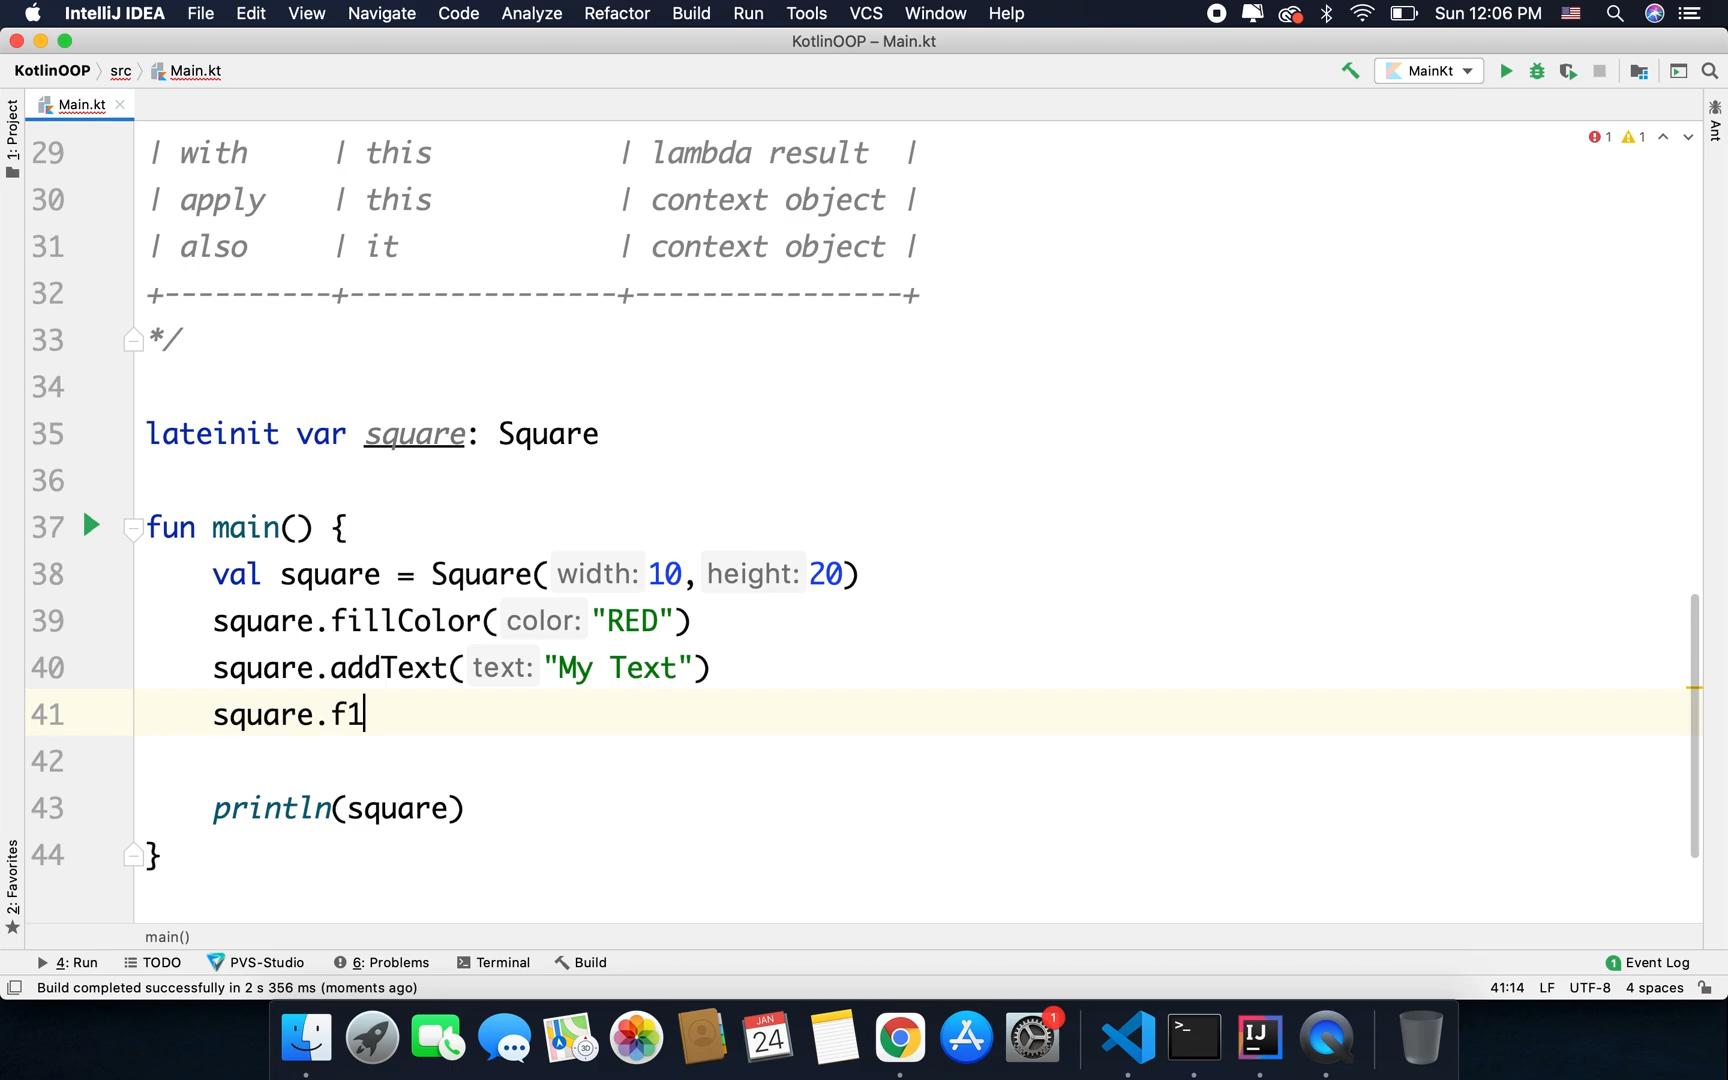 IntelliJ IDEA File Edit View Navigate Code Analyze Refactor Build Run Tools VCS Window Help Sun 12:06 PM
KotlinOOP – Main.kt
KotlinOOP src Main.kt MainKt
Main.kt
1: Project
Ant
1 1
29 | with | this | lambda result |
30 | apply | this | context object |
31 | also | it | context object |
32 +----------+-----------------+----------------+
33 */
34
35 lateinit var square: Square
36
37 fun main() {
38 val square = Square( width: 10, height: 20)
39 square.fillColor( color: "RED")
40 square.addText( text: "My Text")
41 square.f1
42
43 println(square)
44 }
2: Favorites
main()
4: Run TODO PVS-Studio 6: Problems Terminal Build 1 Event Log
Build completed successfully in 2 s 356 ms (moments ago) 41:14 LF UTF-8 4 spaces
JAN
24
1
IJ